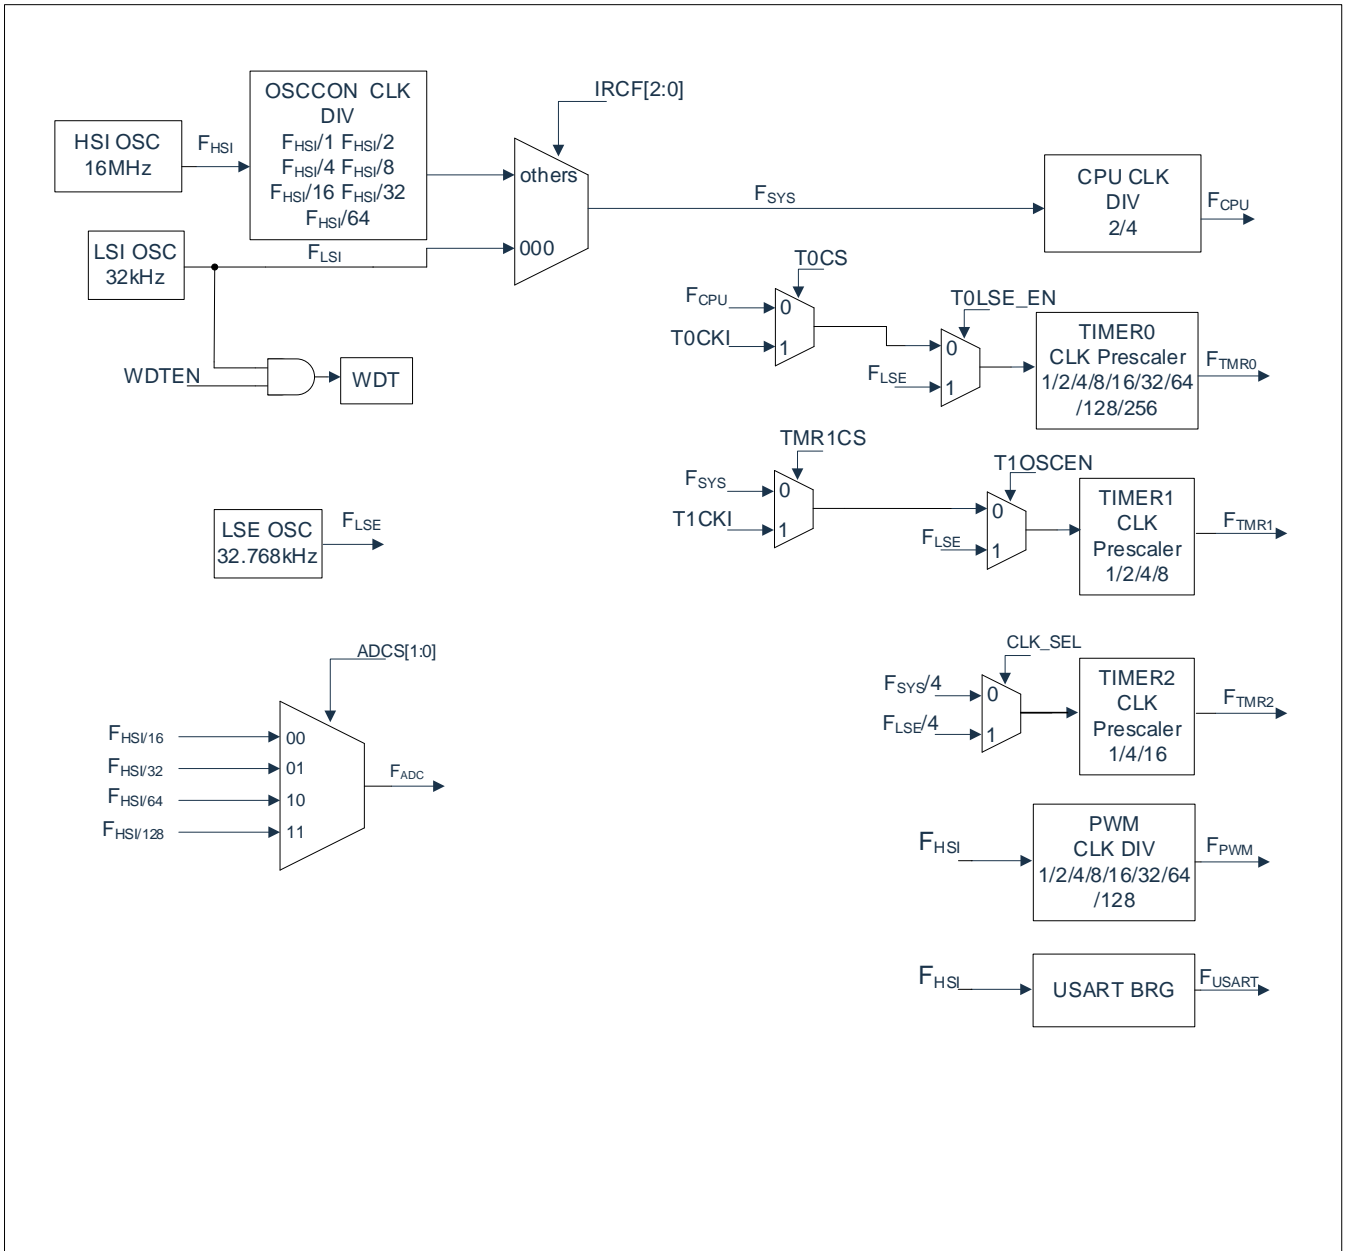 IRCF[2:0]
OSCCON CLK
DIV
FHSI/1 FHSI/2
FHSI/4 FHSI/8
FHSI/16 FHSI/32
FHSI/64
HSI OSC
16MHz
FHSI
others
000
FSYS
CPU CLK
DIV
2/4
FCPU
LSI OSC
32kHz
FLSI
WDTEN
WDT
T0CS
FCPU
0
T0CKI
1
T0LSE_EN
0
FLSE
1
TIMER0
CLK Prescaler
1/2/4/8/16/32/64
/128/256
FTMR0
TMR1CS
FSYS
0
T1CKI
1
T1OSCEN
0
FLSE
1
TIMER1
CLK
Prescaler
1/2/4/8
FTMR1
LSE OSC
32.768kHz
FLSE
ADCS[1:0]
FHSI/16
00
FHSI/32
01
FHSI/64
10
FHSI/128
11
FADC
CLK_SEL
FSYS/4
0
FLSE/4
1
TIMER2
CLK
Prescaler
1/4/16
FTMR2
FHSI
PWM
CLK DIV
1/2/4/8/16/32/64
/128
FPWM
FHSI
USART BRG
FUSART